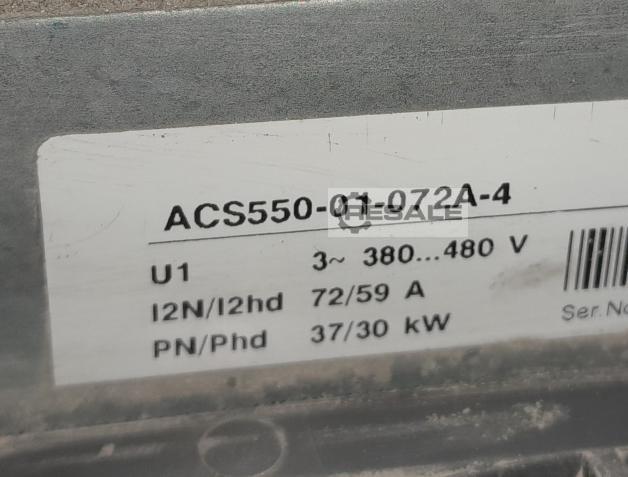 ACS550-01-072A-4
RESALE
U1 3~ 380...480 V
I2N/I2hd 72/59 A
PN/Phd 37/30 kW
Ser.No